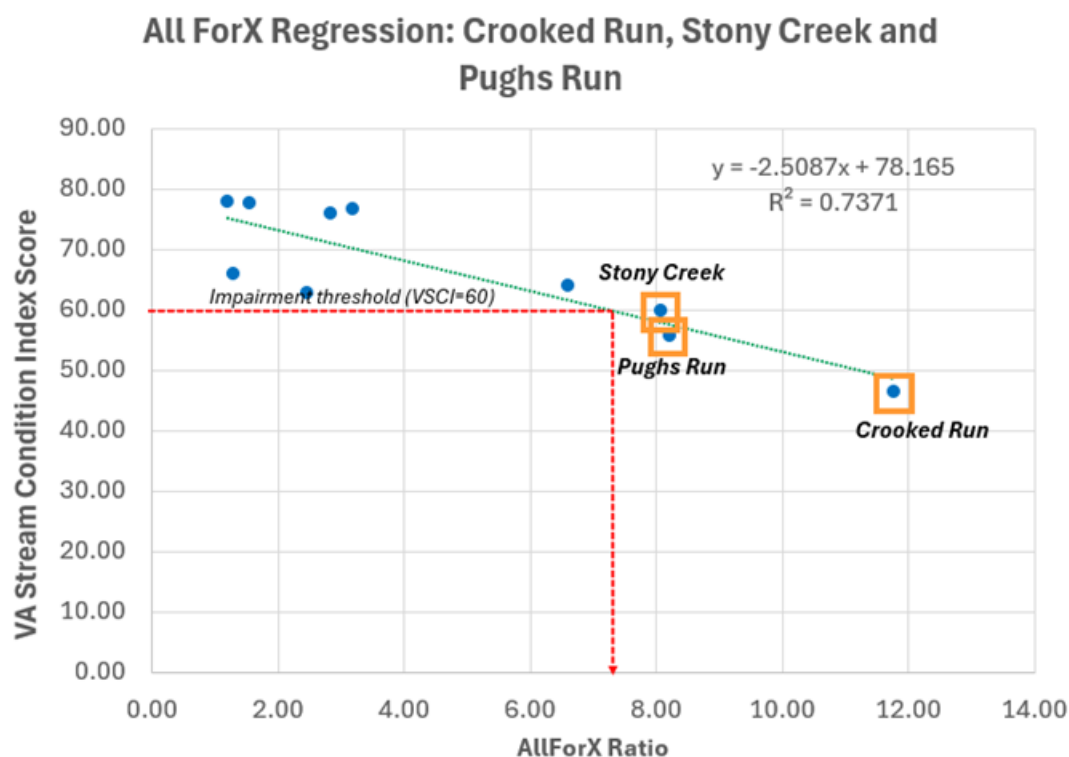 All ForX Regression: Crooked Run, Stony Creek and
Pughs Run
90.00
80.00
70.00
60.00
50.00
40.00
30.00
20.00
10.00
0.00
VA Stream Condition Index Score
y = -2.5087x + 78.165
R² = 0.7371
Stony Creek
Impairment threshold (VSCI=60)
Pughs Run
Crooked Run
0.00 2.00 4.00 6.00 8.00 10.00 12.00 14.00
AllForX Ratio